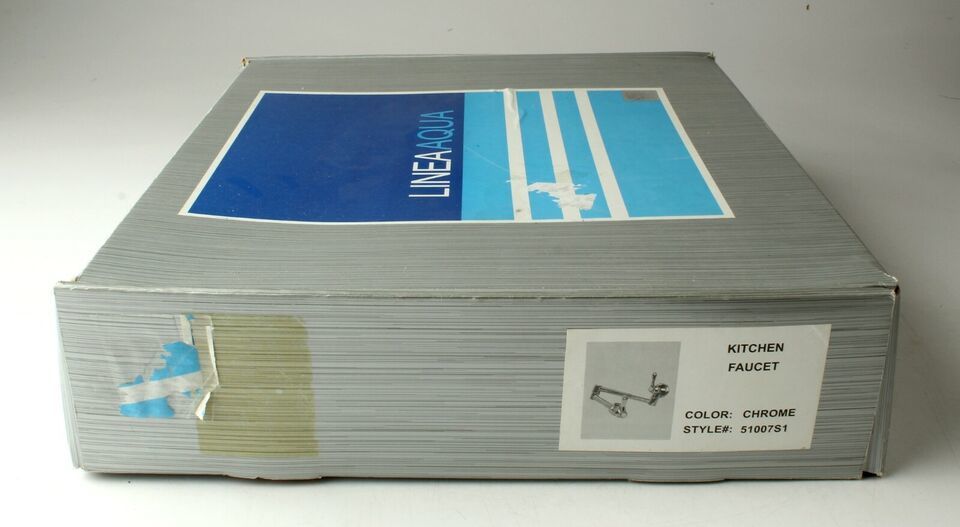 LINEAAQUA
KITCHEN
FAUCET
COLOR: CHROME
STYLE#: 51007S1